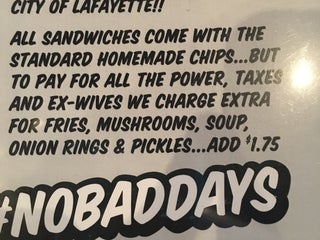 CITY OF LAFAYETTE!!
ALL SANDWICHES COME WITH THE
STANDARD HOMEMADE CHIPS...BUT
TO PAY FOR ALL THE POWER, TAXES
AND EX-WIVES WE CHARGE EXTRA
FOR FRIES, MUSHROOMS, SOUP,
ONION RINGS & PICKLES...ADD $1.75
#NOBADDAYS